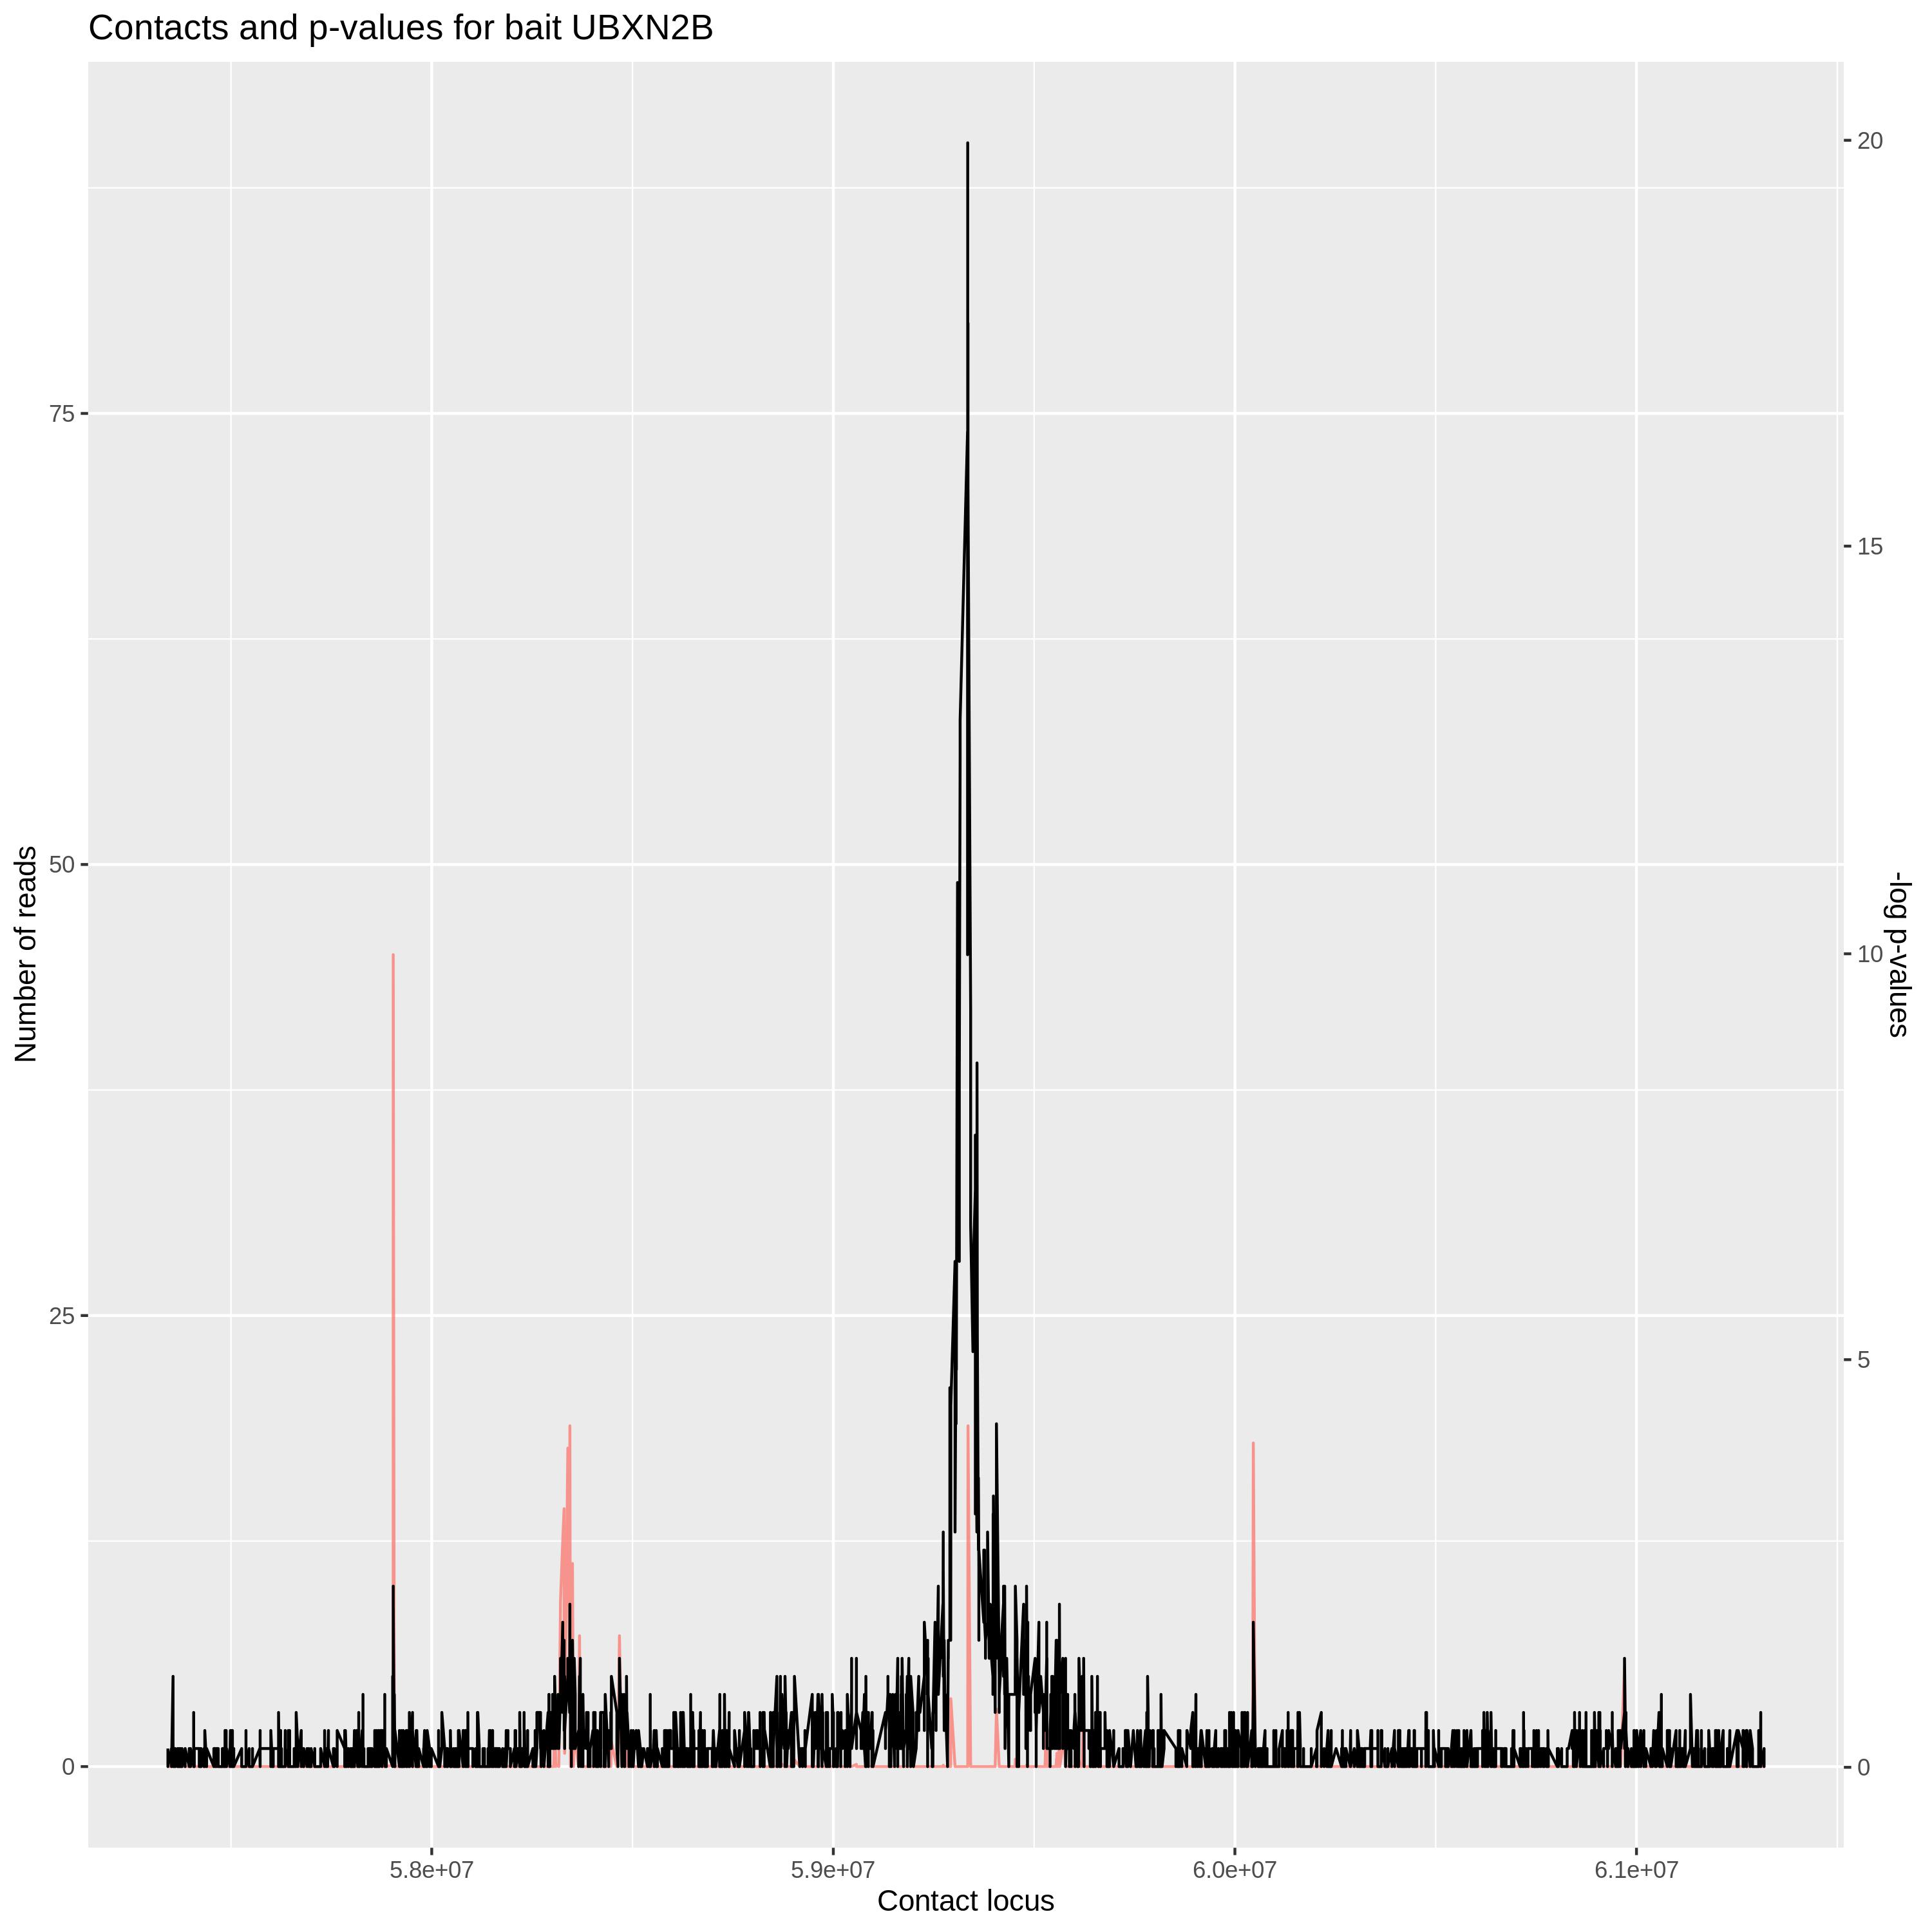 Contacts and p-values for bait UBXN2B
Number of reads
75
50
25
0
20
15
10
5
0
-log p-values
5.8e+07
5.9e+07
6.0e+07
6.1e+07
Contact locus